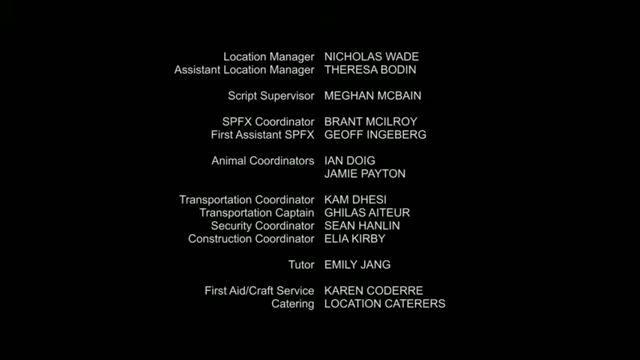 Location Manager NICHOLAS WADE
Assistant Location Manager THERESA BODIN
Script Supervisor MEGHAN MCBAIN
SPFX Coordinator BRANT MCILROY
First Assistant SPFX GEOFF INGEBERG
Animal Coordinators IAN DOIG
JAMIE PAYTON
Transportation Coordinator KAM DHESI
Transportation Captain GHILAS AITEUR
Security Coordinator SEAN HANLIN
Construction Coordinator ELIA KIRBY
Tutor EMILY JANG
First Aid/Craft Service KAREN CODERRE
Catering LOCATION CATERERS